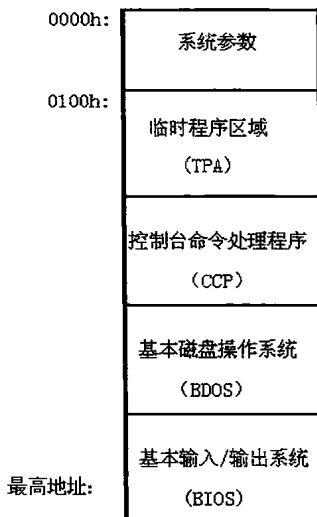 0000h:
系统参数
0100h:
临时程序区域
(TPA)
控制台命令处理程序
(CCP)
基本磁盘操作系统
(BDOS)
基本输入/输出系统
最高地址:
(BIOS)